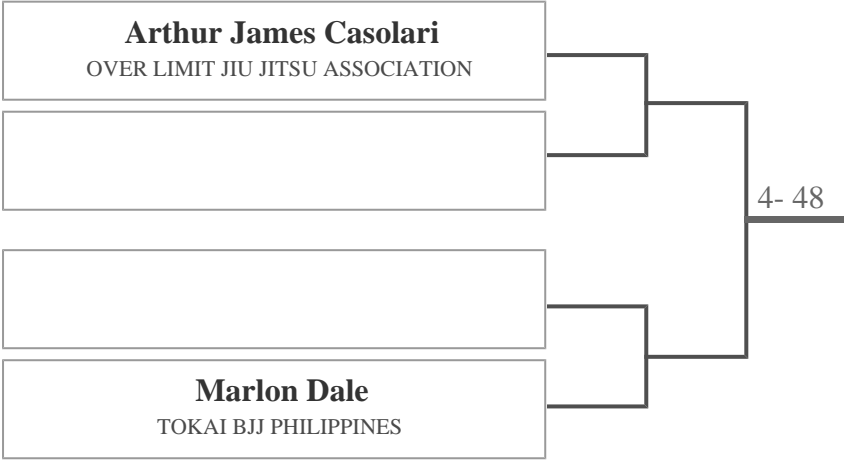 Arthur James Casolari
OVER LIMIT JIU JITSU ASSOCIATION
4- 48
Marlon Dale
TOKAI BJJ PHILIPPINES